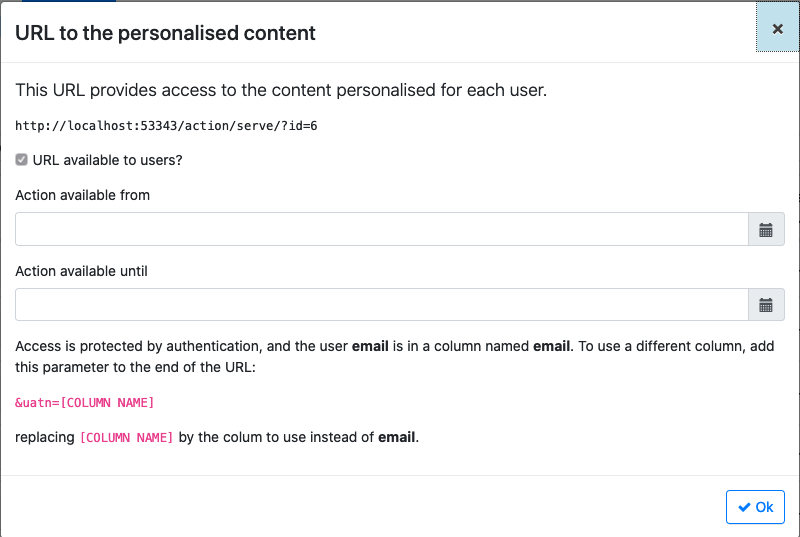 URL to the personalised content
×
This URL provides access to the content personalised for each user.
http://localhost:53343/action/serve/?id=6
URL available to users?
Action available from
Action available until
Access is protected by authentication, and the user email is in a column named email. To use a different column, add
this parameter to the end of the URL:
&uatn=[COLUMN NAME]
replacing [COLUMN NAME] by the colum to use instead of email.
Ok